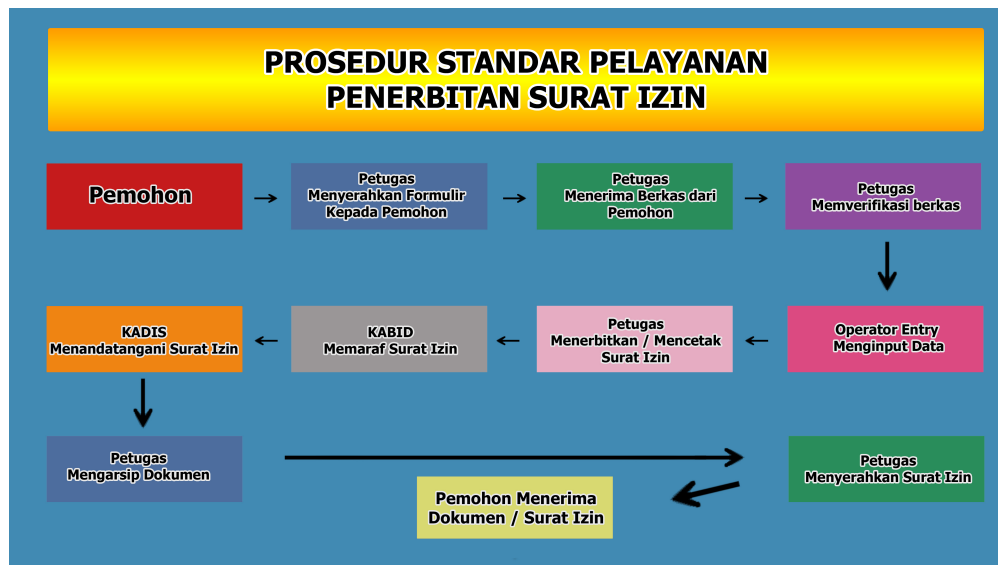 PROSEDUR STANDAR PELAYANAN
PENERBITAN SURAT IZIN
Pemohon
Petugas
Menyerahkan Formulir
Kepada Pemohon
Petugas
Menerima Berkas dari
Pemohon
Petugas
Memverifikasi berkas
Operator Entry
Menginput Data
Petugas
Menerbitkan / Mencetak
Surat Izin
KABID
Memaraf Surat Izin
KADIS
Menandatangani Surat Izin
Petugas
Mengarsip Dokumen
Petugas
Menyerahkan Surat Izin
Pemohon Menerima
Dokumen / Surat Izin